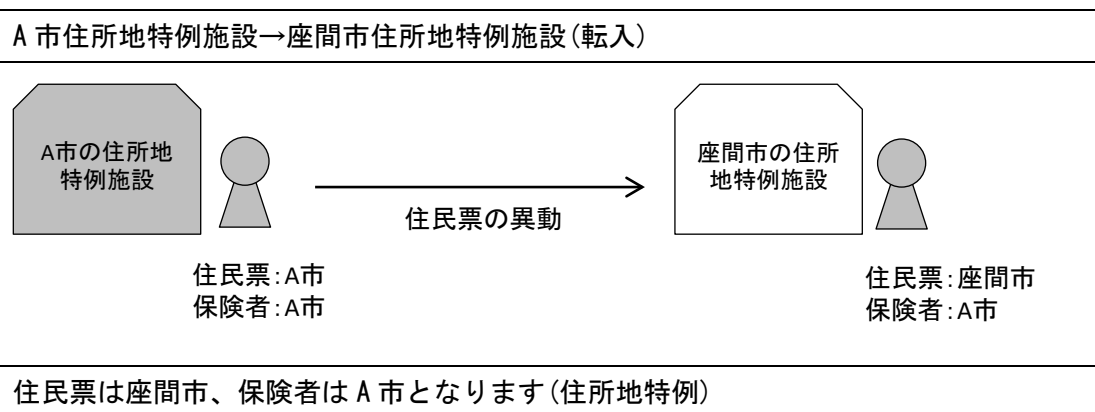 A市住所地特例施設→座間市住所地特例施設(転入)
A市の住所地
特例施設
座間市の住所
地特例施設
住民票の異動
住民票:A市
保険者:A市
住民票:座間市
保険者:A市
住民票は座間市、保険者はA市となります(住所地特例)